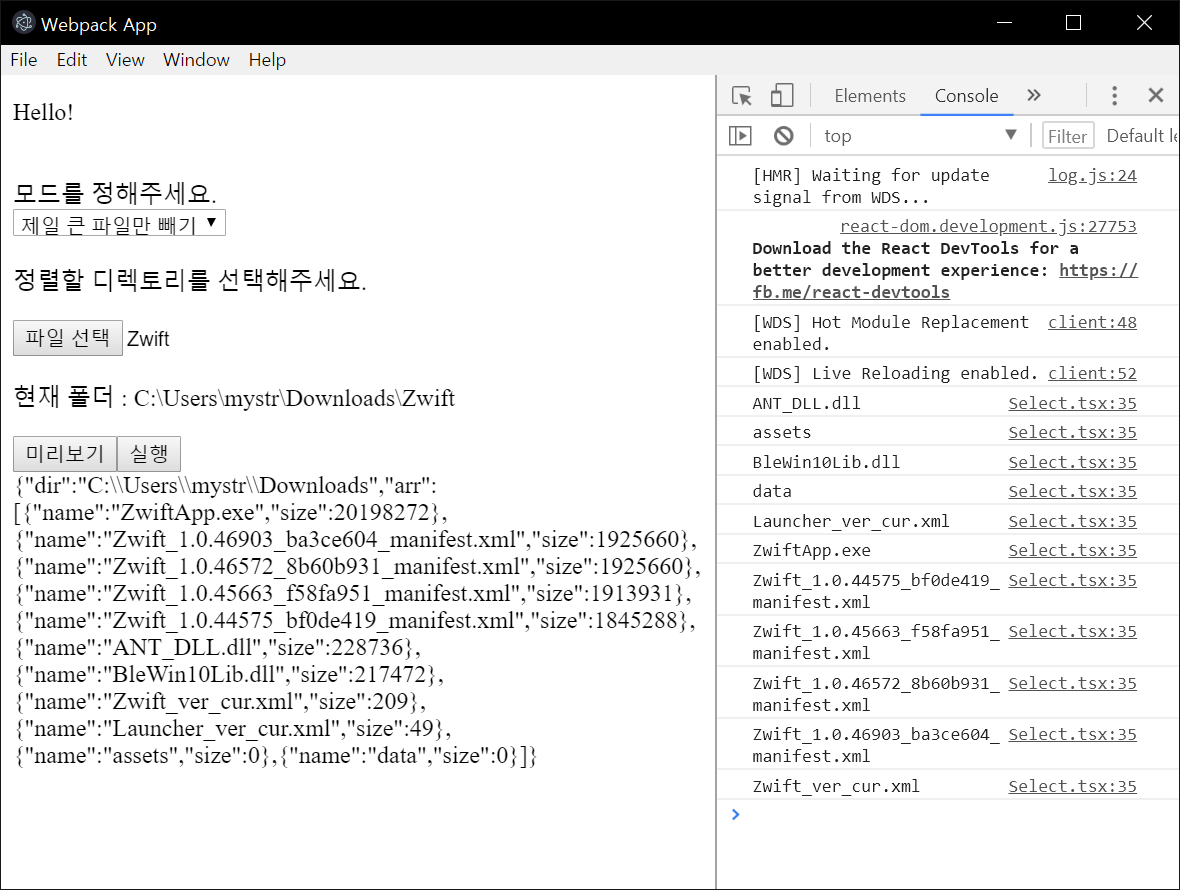 Webpack App
File Edit View Window Help
Hello!
모드를 정해주세요.
제일 큰 파일만 빼기
정렬할 디렉토리를 선택해주세요.
파일 선택 Zwift
현재 폴더 : C:\Users\mystr\Downloads\Zwift
미리보기 실행
{"dir":"C:\\Users\\mystr\\Downloads","arr":
[{"name":"ZwiftApp.exe","size":20198272},
{"name":"Zwift_1.0.46903_ba3ce604_manifest.xml","size":1925660},
{"name":"Zwift_1.0.46572_8b60b931_manifest.xml","size":1925660},
{"name":"Zwift_1.0.45663_f58fa951_manifest.xml","size":1913931},
{"name":"Zwift_1.0.44575_bf0de419_manifest.xml","size":1845288},
{"name":"ANT_DLL.dll","size":228736},
{"name":"BleWin10Lib.dll","size":217472},
{"name":"Zwift_ver_cur.xml","size":209},
{"name":"Launcher_ver_cur.xml","size":49},
{"name":"assets","size":0},{"name":"data","size":0}]}
Elements Console
top Filter Default le
[HMR] Waiting for update log.js:24
signal from WDS...
react-dom.development.js:27753
Download the React DevTools for a
better development experience: https://
fb.me/react-devtools
[WDS] Hot Module Replacement client:48
enabled.
[WDS] Live Reloading enabled. client:52
ANT_DLL.dll Select.tsx:35
assets Select.tsx:35
BleWin10Lib.dll Select.tsx:35
data Select.tsx:35
Launcher_ver_cur.xml Select.tsx:35
ZwiftApp.exe Select.tsx:35
Zwift_1.0.44575_bf0de419_ Select.tsx:35
manifest.xml
Zwift_1.0.45663_f58fa951_ Select.tsx:35
manifest.xml
Zwift_1.0.46572_8b60b931_ Select.tsx:35
manifest.xml
Zwift_1.0.46903_ba3ce604_ Select.tsx:35
manifest.xml
Zwift_ver_cur.xml Select.tsx:35